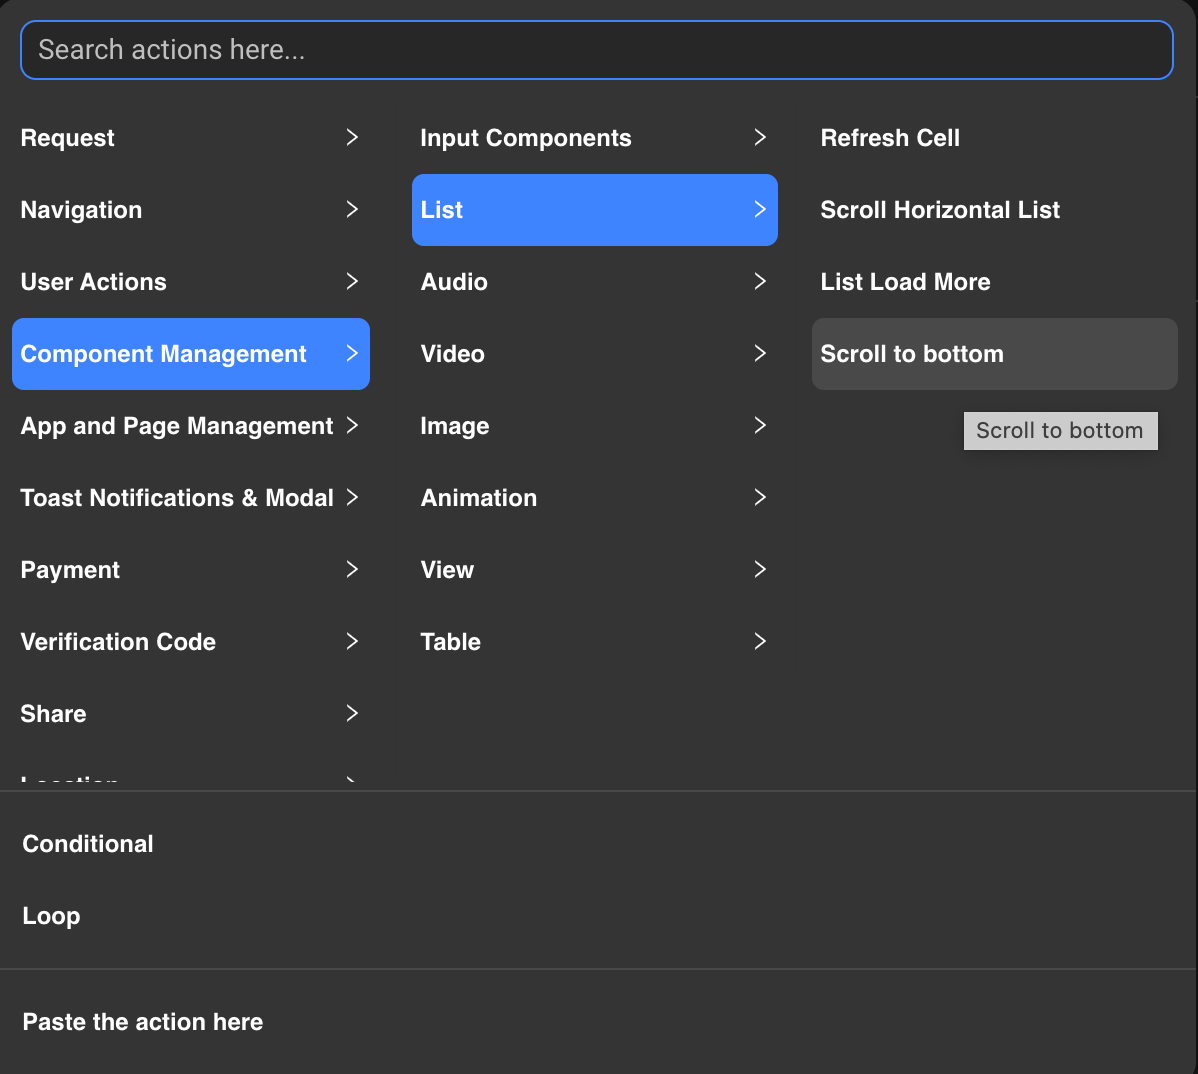 Search actions here...
Request
Navigation
User Actions
Component Management
App and Page Management
Toast Notifications & Modal
Payment
Verification Code
Share
Location
Input Components
List
Audio
Video
Image
Animation
View
Table
Refresh Cell
Scroll Horizontal List
List Load More
Scroll to bottom
Scroll to bottom
Conditional
Loop
Paste the action here